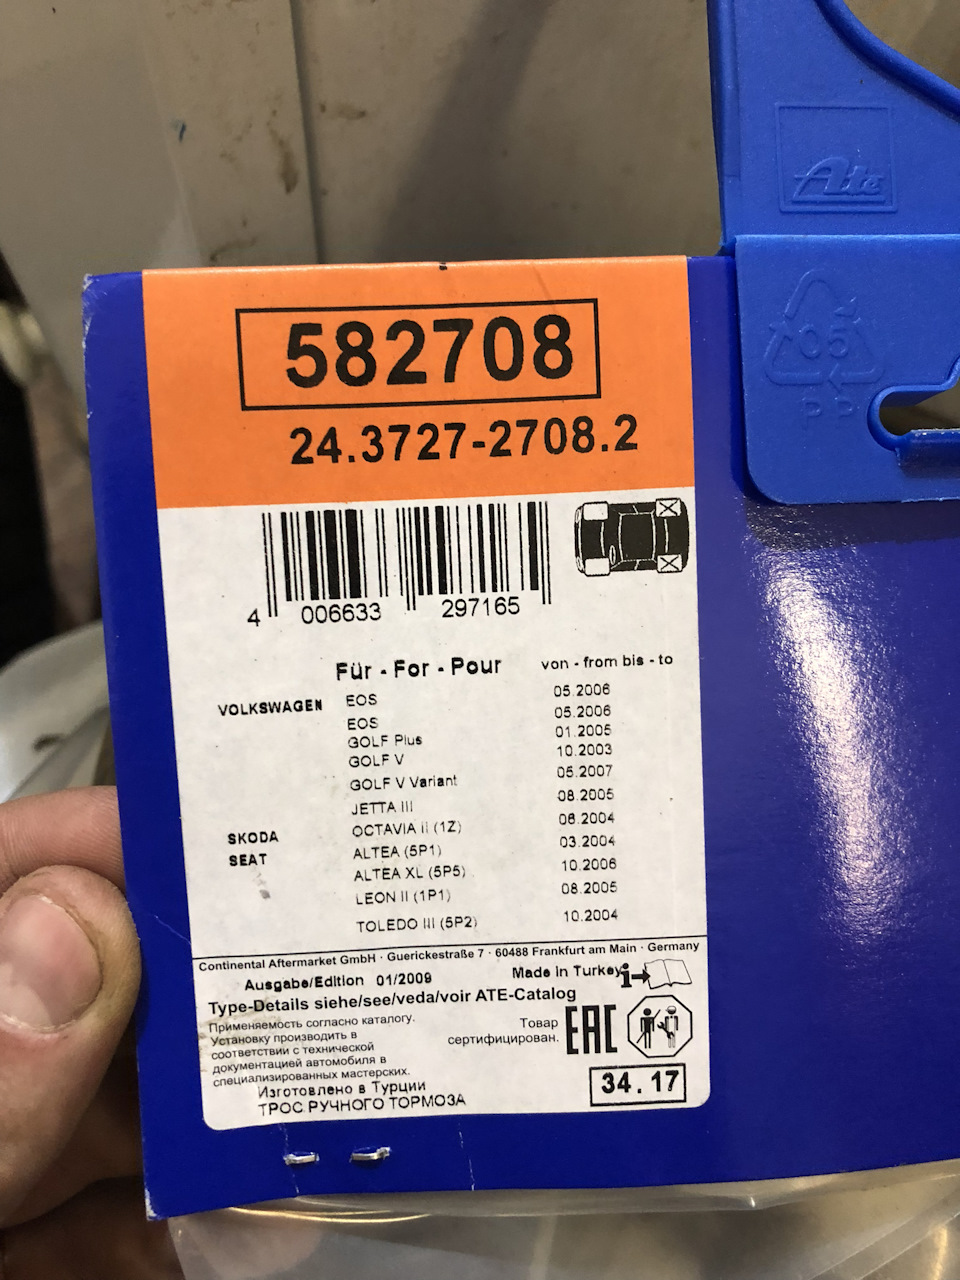 Ate
05
PP
582708
24.3727-2708.2
4 006633 297165
Für - For - Pour von - from bis - to
VOLKSWAGEN EOS 05.2006
EOS 05.2006
GOLF Plus 01.2005
GOLF V 10.2003
GOLF V Variant 05.2007
JETTA III 08.2005
SKODA OCTAVIA II (1Z) 06.2004
SEAT ALTEA (5P1) 03.2004
ALTEA XL (5P5) 10.2006
LEON II (1P1) 08.2005
TOLEDO III (5P2) 10.2004
Continental Aftermarket GmbH · Guerickestraße 7 · 60488 Frankfurt am Main · Germany
Ausgabe/Edition 01/2009 Made in Turkey
Type-Details siehe/see/veda/voir ATE-Catalog
Применяемость согласно каталогу.
Установку производить в
соответствии с технической
документацией автомобиля в
специализированных мастерских.
Товар
сертифицирован.
EAC
Изготовлено в Турции
ТРОС РУЧНОГО ТОРМОЗА
34.17